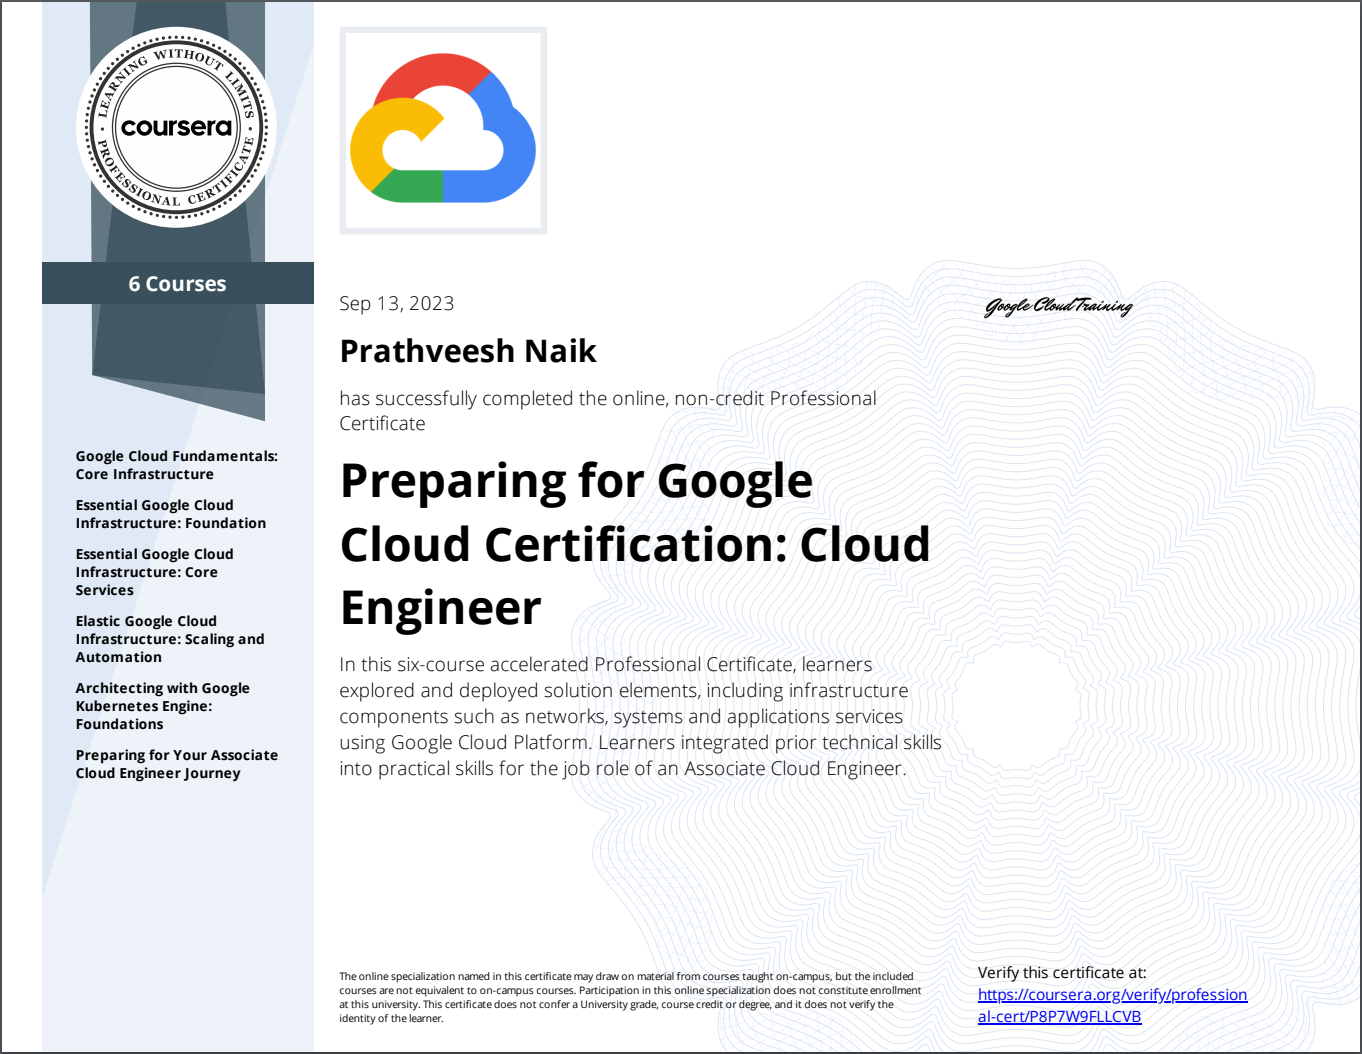 LEARNING WITHOUT LIMITS
coursera
PROFESSIONAL CERTIFICATE
6 Courses
Google Cloud Fundamentals:
Core Infrastructure
Essential Google Cloud
Infrastructure: Foundation
Essential Google Cloud
Infrastructure: Core
Services
Elastic Google Cloud
Infrastructure: Scaling and
Automation
Architecting with Google
Kubernetes Engine:
Foundations
Preparing for Your Associate
Cloud Engineer Journey
Sep 13, 2023
Prathveesh Naik
has successfully completed the online, non-credit Professional
Certificate
Preparing for Google
Cloud Certification: Cloud
Engineer
In this six-course accelerated Professional Certificate, learners
explored and deployed solution elements, including infrastructure
components such as networks, systems and applications services
using Google Cloud Platform. Learners integrated prior technical skills
into practical skills for the job role of an Associate Cloud Engineer.
Google Cloud Training
The online specialization named in this certificate may draw on material from courses taught on-campus, but the included
courses are not equivalent to on-campus courses. Participation in this online specialization does not constitute enrollment
at this university. This certificate does not confer a University grade, course credit or degree, and it does not verify the
identity of the learner.
Verify this certificate at:
https://coursera.org/verify/profession
al-cert/P8P7W9FLLCVB